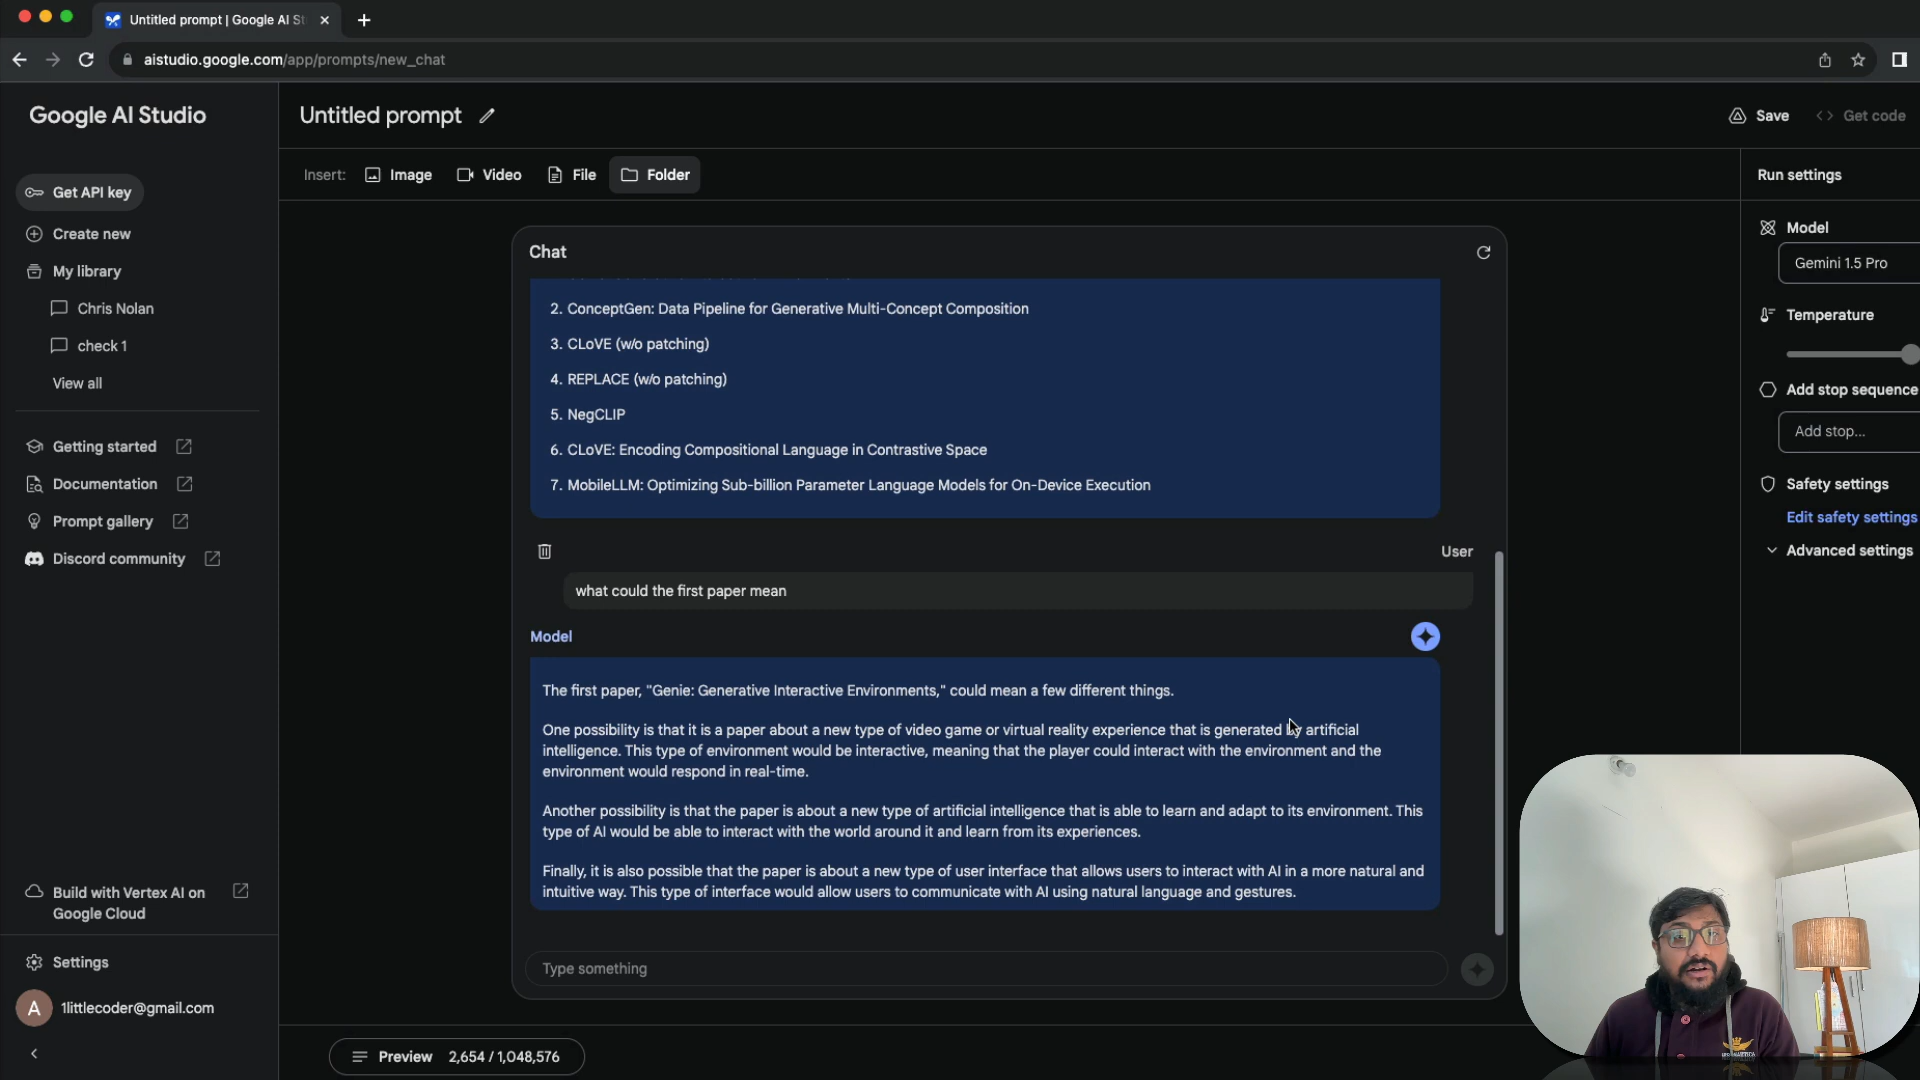 Untitled prompt | Google AI St
aistudio.google.com/app/prompts/new_chat
Google AI Studio
Untitled prompt
Save
Get code
Insert:
Image
Video
File
Folder
Run settings
Get API key
Create new
My library
Chris Nolan
check 1
View all
Getting started
Documentation
Prompt gallery
Discord community
Build with Vertex AI on
Google Cloud
Settings
A
1littlecoder@gmail.com
Chat
2. ConceptGen: Data Pipeline for Generative Multi-Concept Composition
3. CLoVE (w/o patching)
4. REPLACE (w/o patching)
5. NegCLIP
6. CLoVE: Encoding Compositional Language in Contrastive Space
7. MobileLLM: Optimizing Sub-billion Parameter Language Models for On-Device Execution
User
what could the first paper mean
Model
The first paper, "Genie: Generative Interactive Environments," could mean a few different things.
One possibility is that it is a paper about a new type of video game or virtual reality experience that is generated by artificial
intelligence. This type of environment would be interactive, meaning that the player could interact with the environment and the
environment would respond in real-time.
Another possibility is that the paper is about a new type of artificial intelligence that is able to learn and adapt to its environment. This
type of AI would be able to interact with the world around it and learn from its experiences.
Finally, it is also possible that the paper is about a new type of user interface that allows users to interact with AI in a more natural and
intuitive way. This type of interface would allow users to communicate with AI using natural language and gestures.
Type something
Preview 2,654 / 1,048,576
Model
Gemini 1.5 Pro
Temperature
Add stop sequence
Add stop...
Safety settings
Edit safety settings
Advanced settings